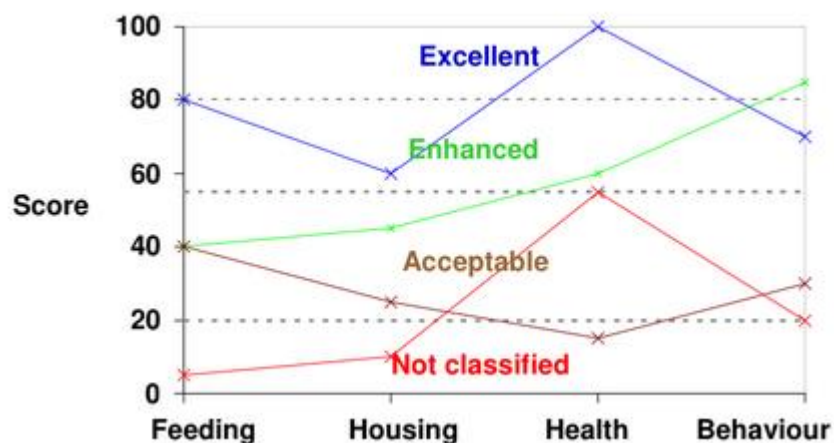 100
Excellent
80
Enhanced
60
Score
40
Acceptable
20
Not classified
0
Feeding Housing Health Behaviour